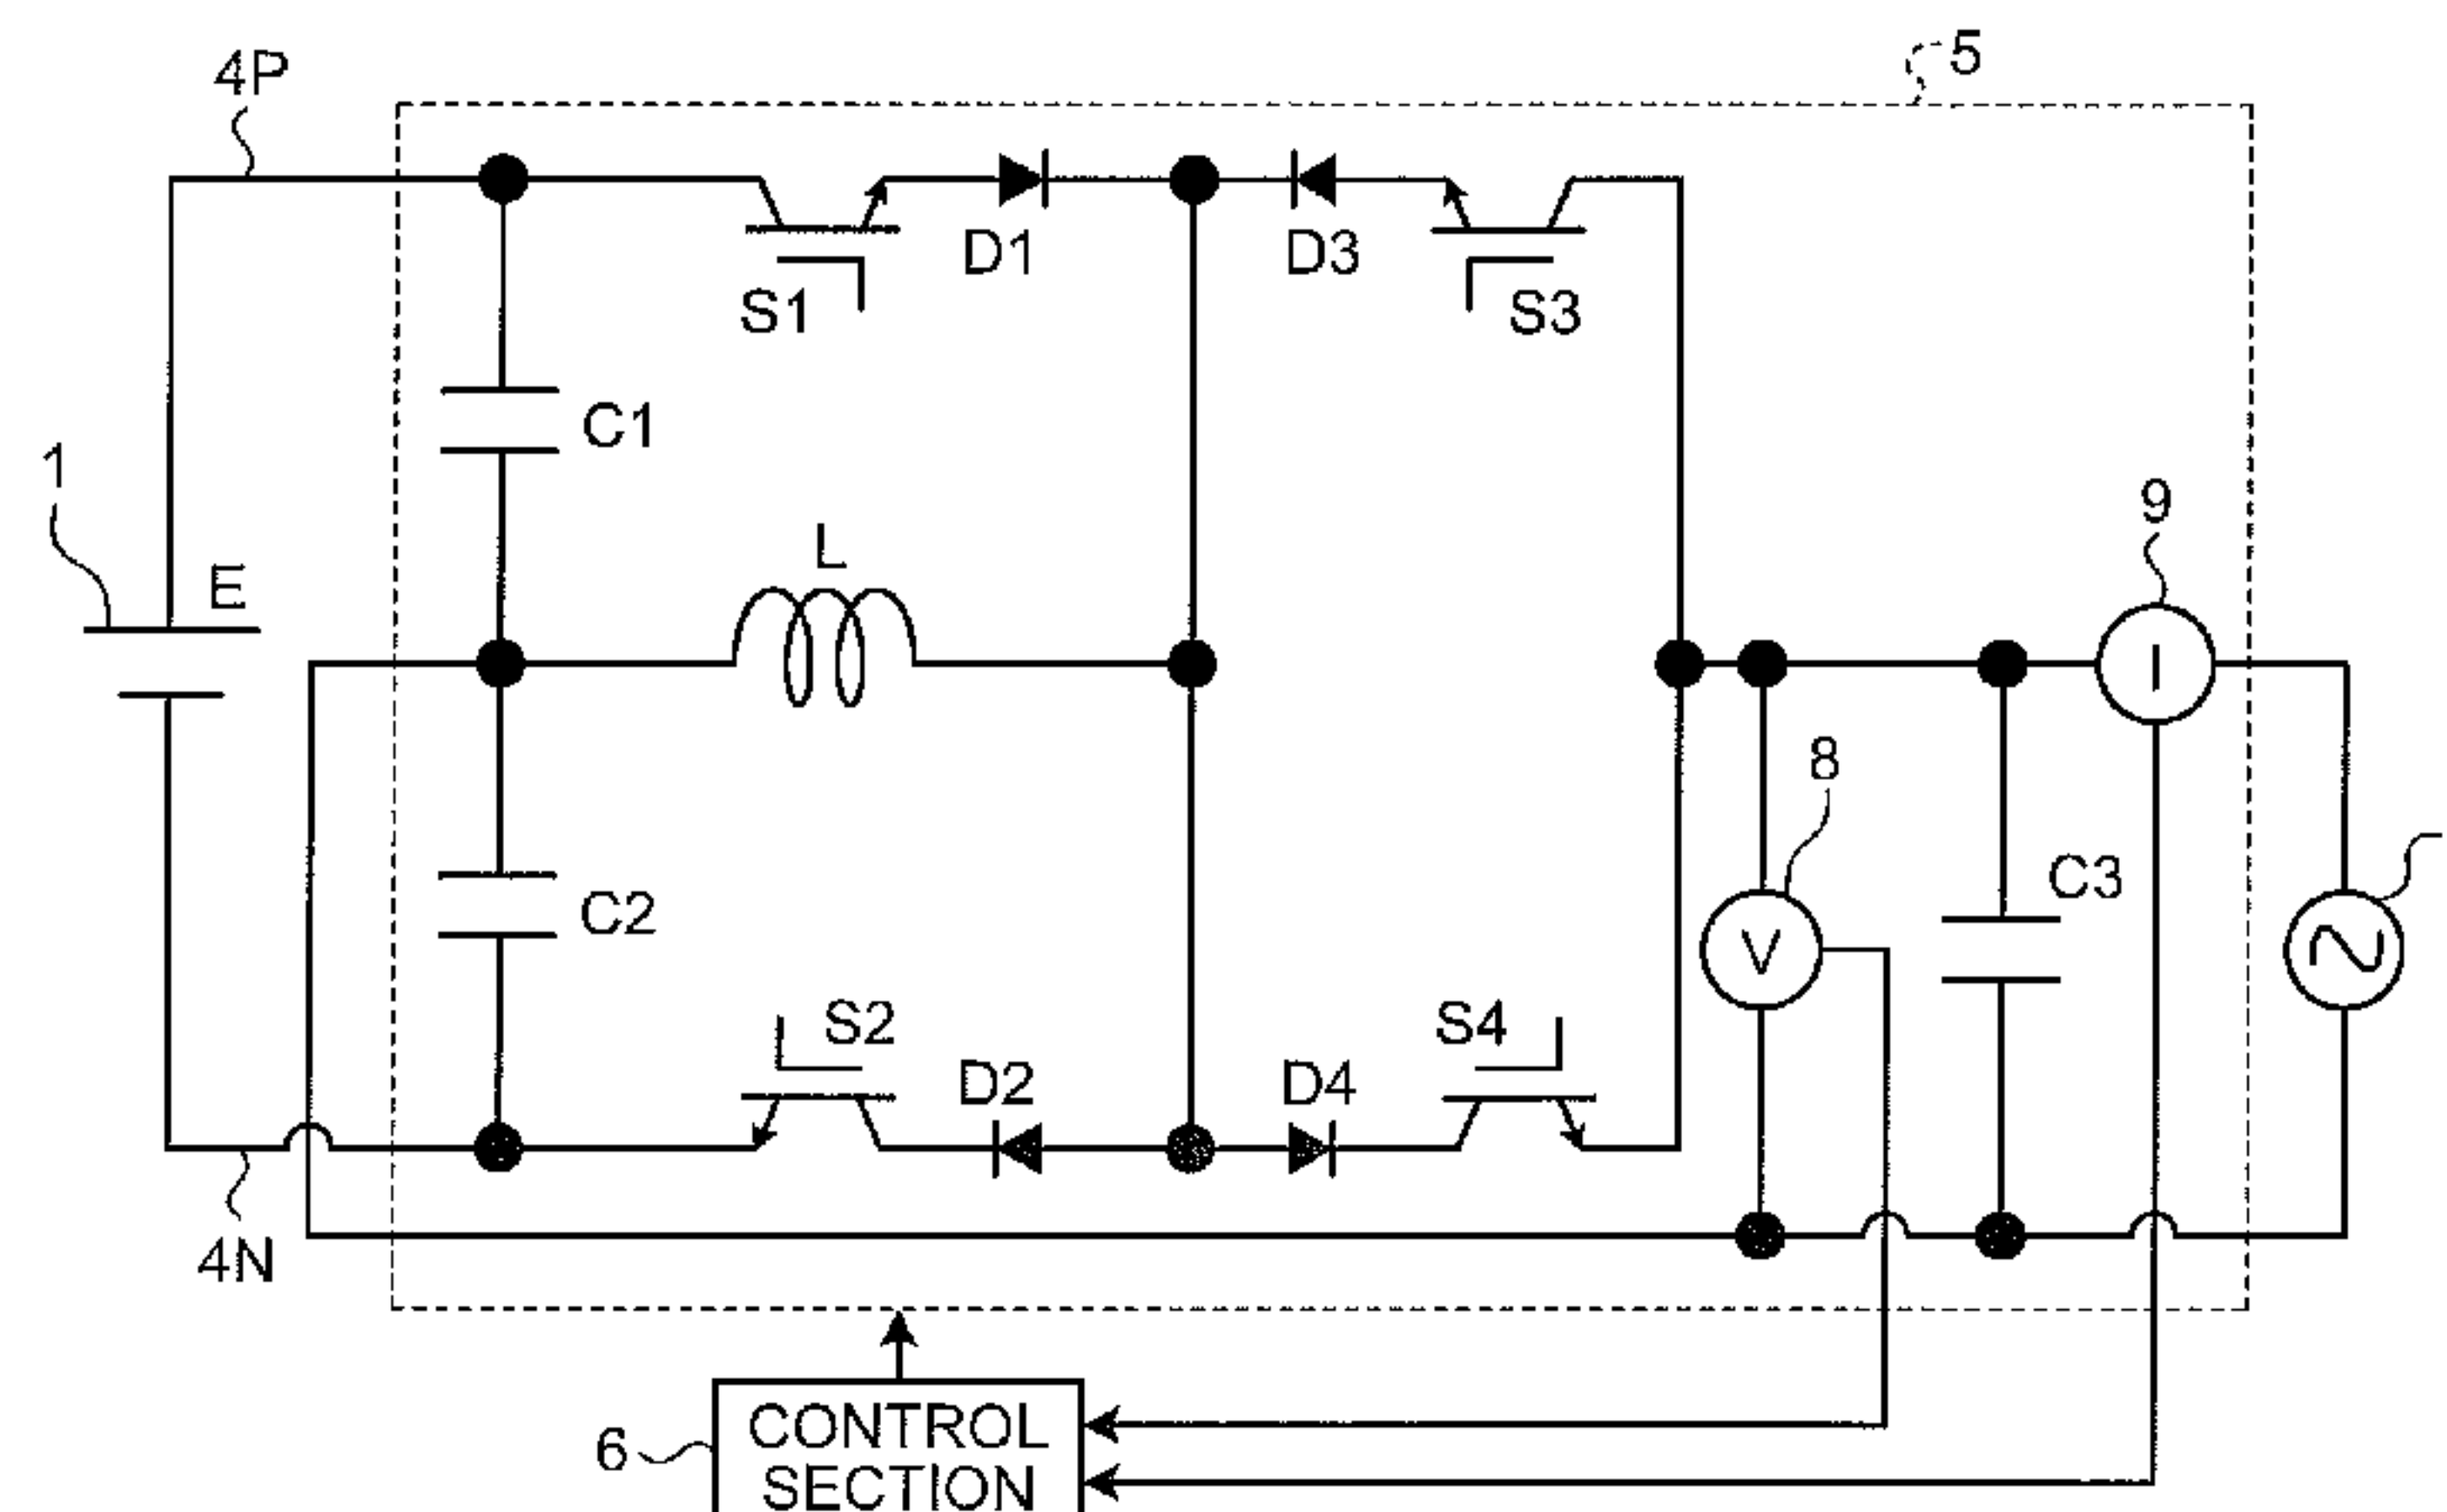 5
4P
D1
D3
S1
S3
C1
1
E
L
9
8
C2
C3
V
I
S2
D2
S4
D4
4N
6
CONTROL
SECTION